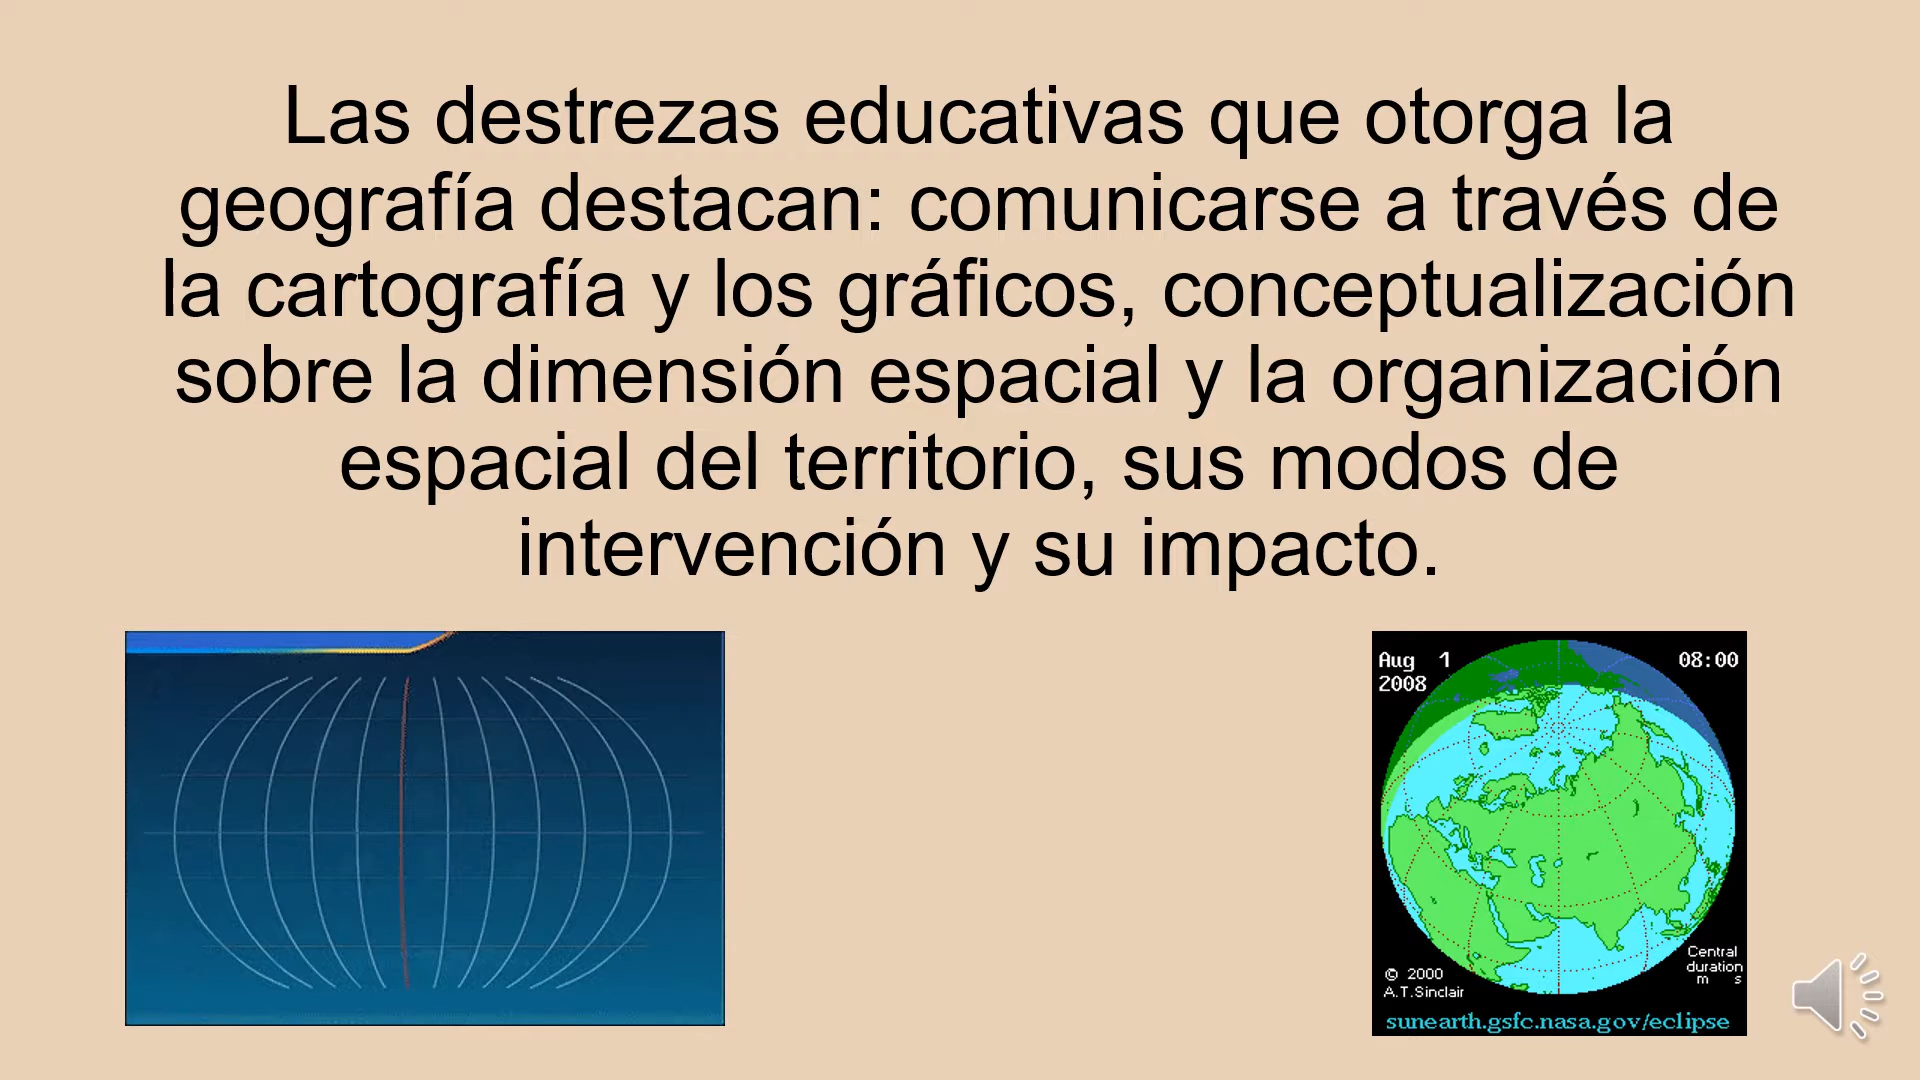 Las destrezas educativas que otorga la
geografía destacan: comunicarse a través de
la cartografía y los gráficos, conceptualización
sobre la dimensión espacial y la organización
espacial del territorio, sus modos de
intervención y su impacto.
Aug 1
2008
08:00
Central
duration
m s
© 2000
A.T.Sinclair
sunearth.gsfc.nasa.gov/eclipse